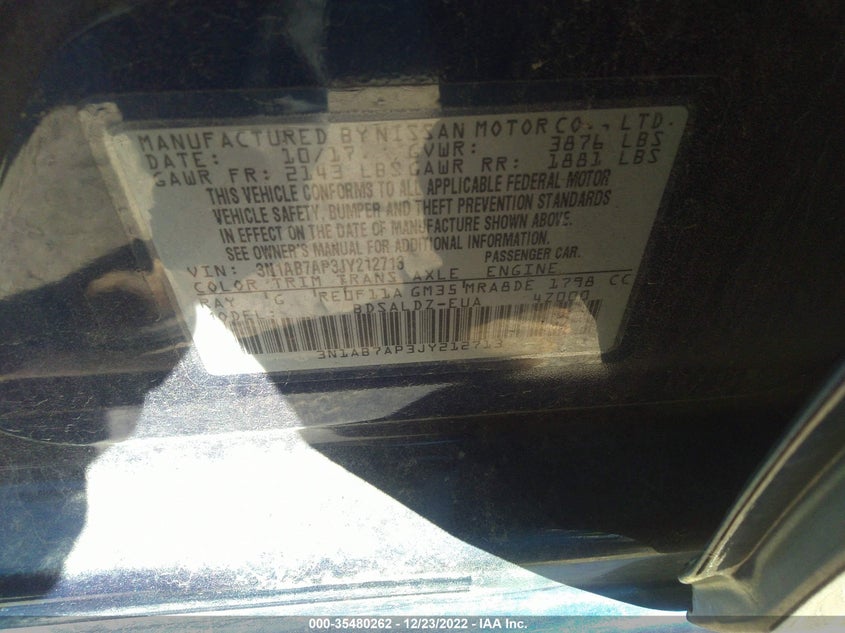 MANUFACTURED BY NISSAN MOTOR CO., LTD.
DATE: 10/17 GVWR: 3876 LBS
GAWR FR: 2143 LBS GAWR RR: 1881 LBS
THIS VEHICLE CONFORMS TO ALL APPLICABLE FEDERAL MOTOR
VEHICLE SAFETY, BUMPER AND THEFT PREVENTION STANDARDS
IN EFFECT ON THE DATE OF MANUFACTURE SHOWN ABOVE.
SEE OWNER'S MANUAL FOR ADDITIONAL INFORMATION.
VIN: 3N1AB7AP3JY212713 PASSENGER CAR.
COLOR TRIM TRANS AXLE ENGINE
RAY G RE0F11A GM35 MRA8DE 1798 CC
MODEL: BDSALDZ-EUA 47000
3N1AB7AP3JY212713
000-35480262 - 12/23/2022 - © IAA Inc.